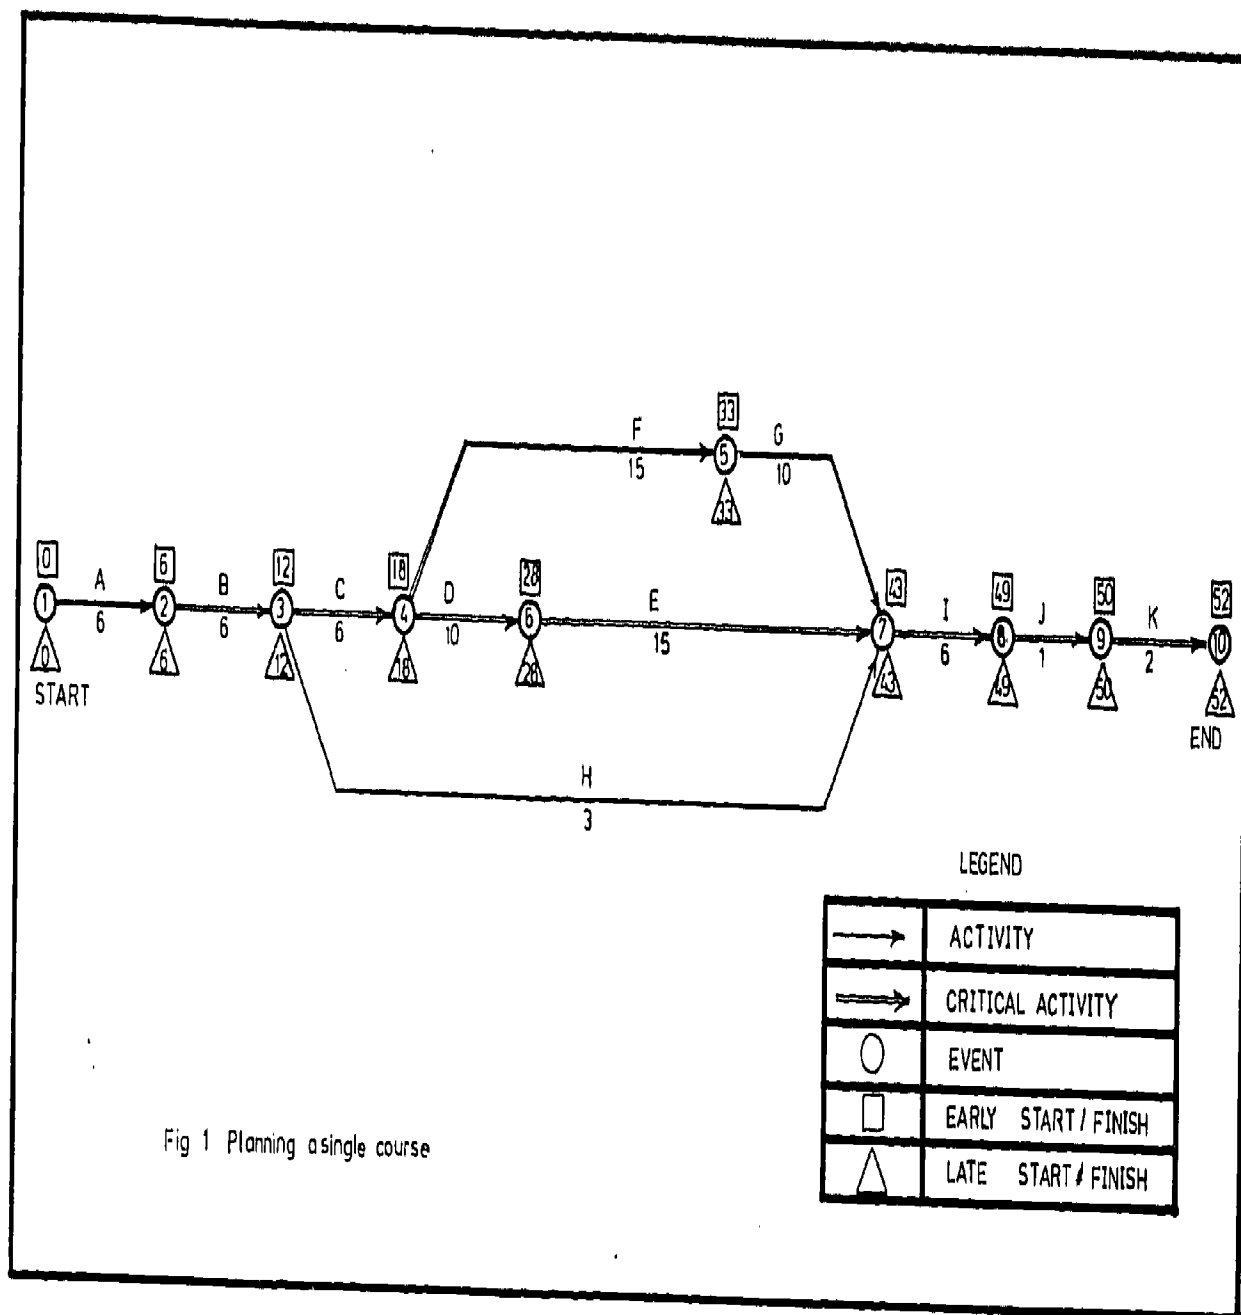 33
F
G
5
15
10
33
0
6
12
18
28
43
49
50
52
A
B
C
D
E
I
J
K
1
2
3
4
6
7
8
9
10
6
6
6
10
15
6
1
2
0
6
12
18
28
43
49
50
52
START
END
H
3
LEGEND
ACTIVITY
CRITICAL ACTIVITY
EVENT
EARLY START / FINISH
LATE START / FINISH
Fig 1 Planning a single course